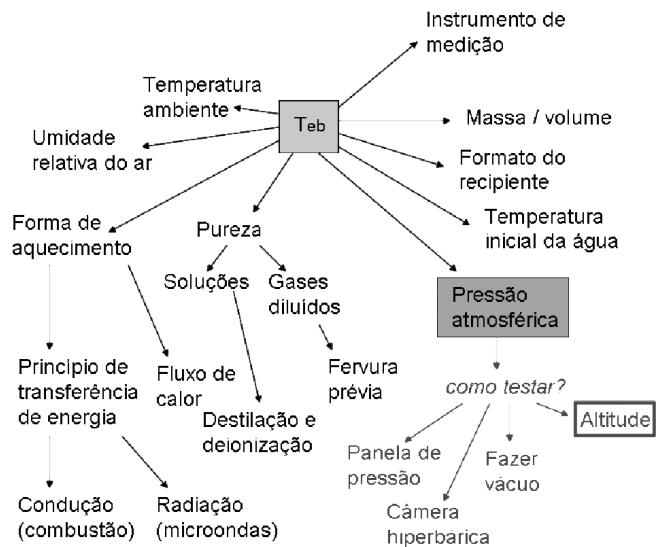 Instrumento de
medição
Temperatura
ambiente
Teb
Massa / volume
Umidade
relativa do ar
Formato do
recipiente
Forma de
aquecimento
Pureza
Temperatura
inicial da água
Soluções
Gases
diluídos
Pressão
atmosférica
Princípio de
transferência
de energia
Fluxo de
calor
Fervura
prévia
como testar?
Destilação e
deionização
Altitude
Panela de
pressão
Fazer
vácuo
Condução
(combustão)
Radiação
(microondas)
Câmera
hiperbárica